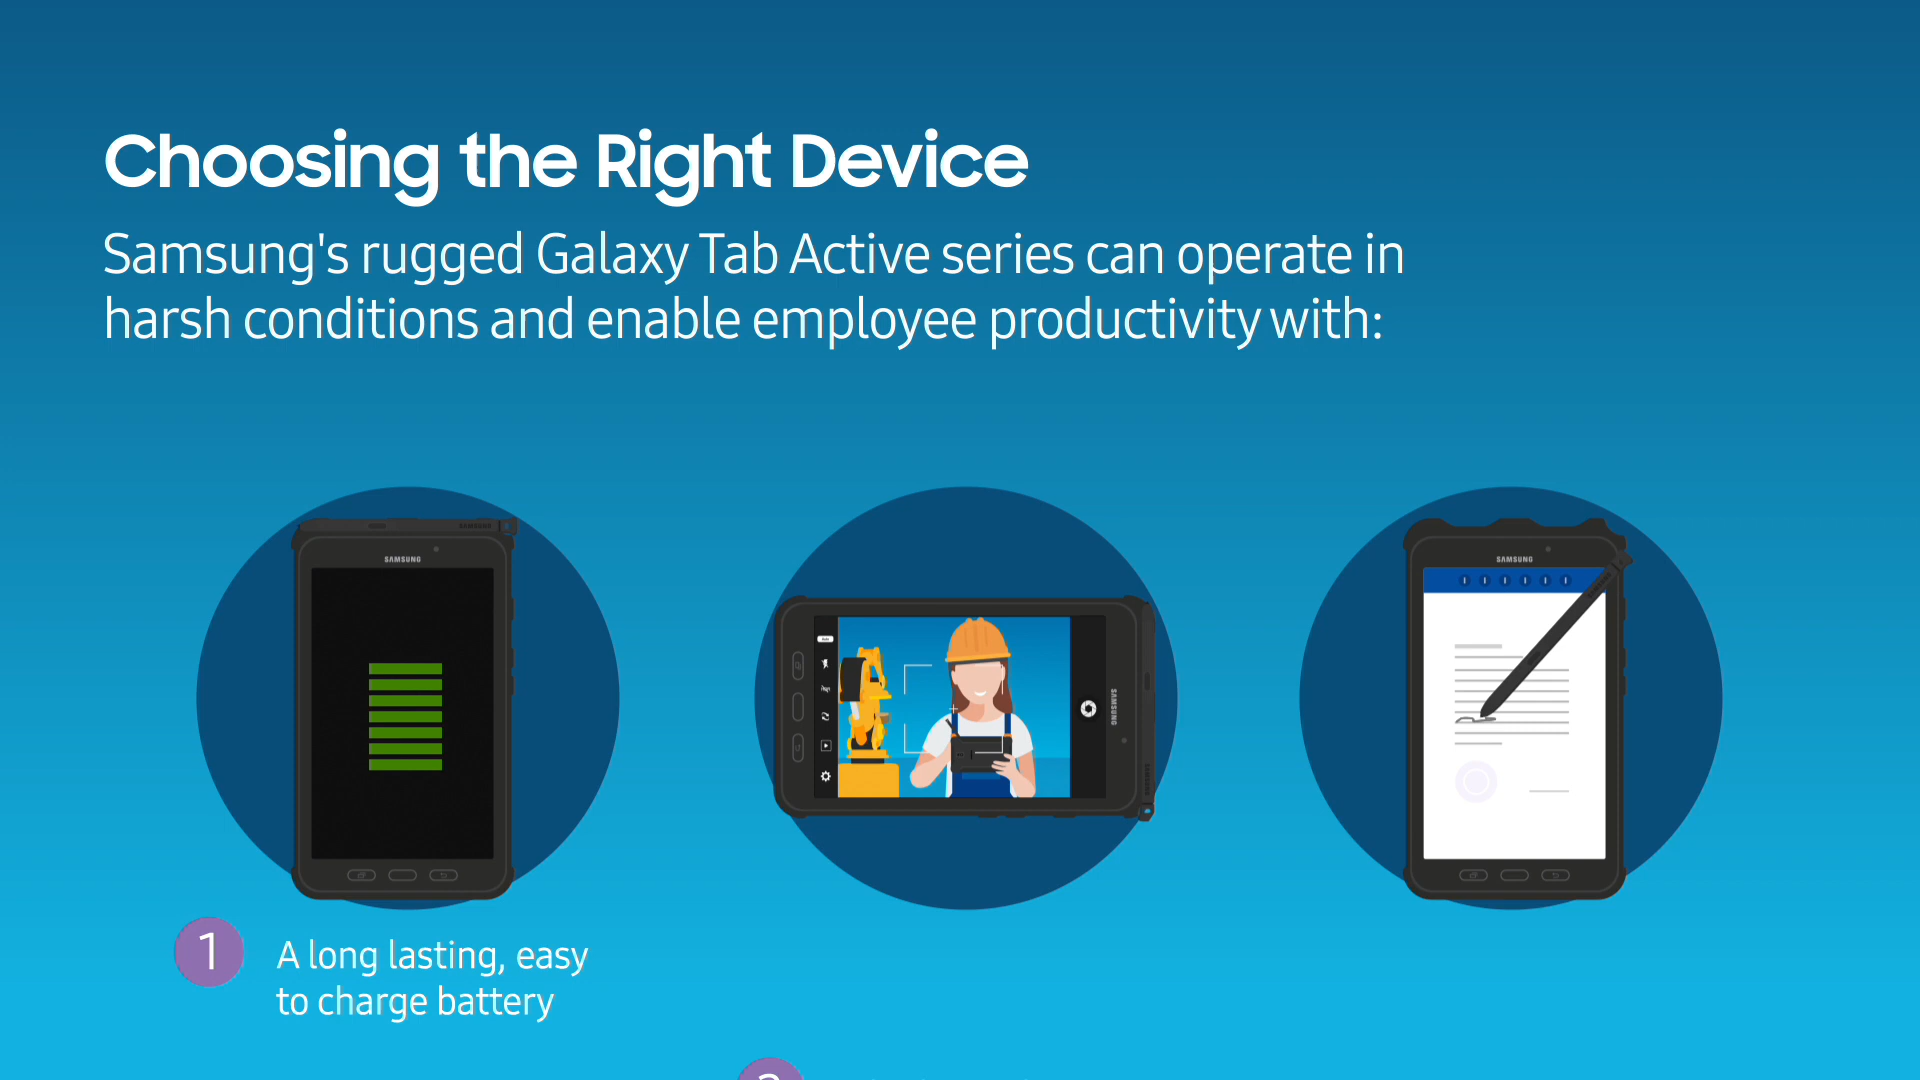 Choosing the Right Device
Samsung's rugged Galaxy Tab Active series can operate in
harsh conditions and enable employee productivity with:
SAMSUNG
SAMSUNG
SAMSUNG
SAMSUNG
1
A long lasting, easy
to charge battery